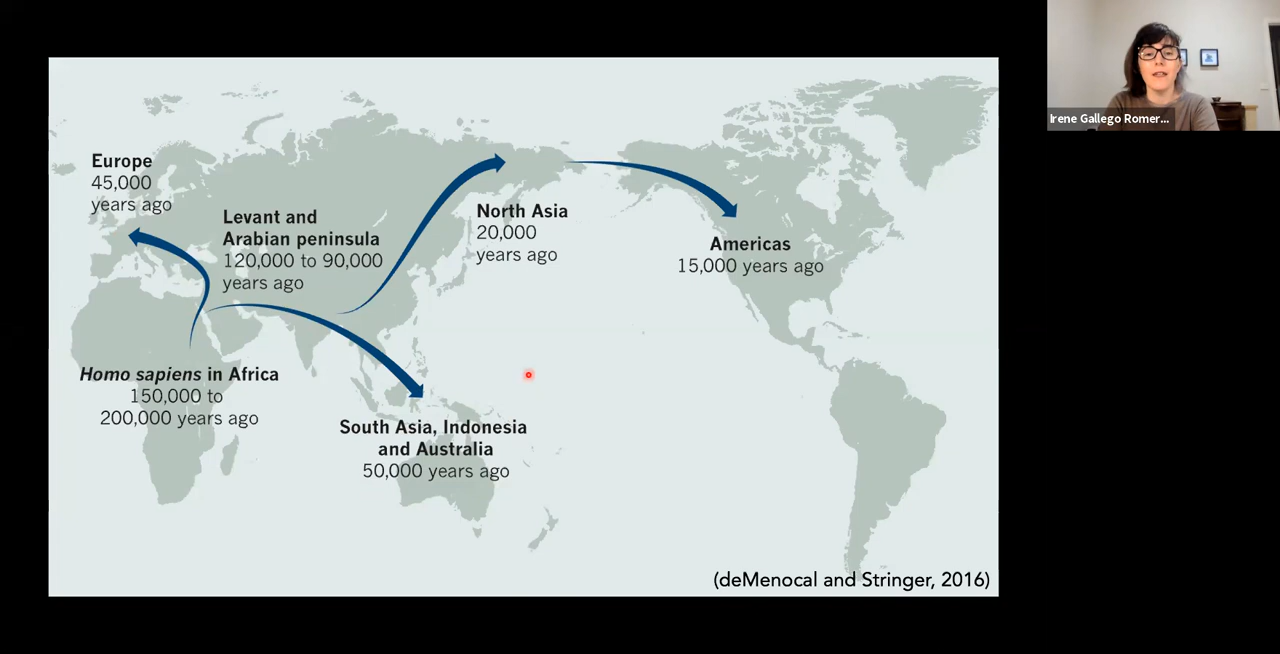 Europe
45,000
years ago
Levant and
Arabian peninsula
120,000 to 90,000
years ago
North Asia
20,000
years ago
Americas
15,000 years ago
Homo sapiens in Africa
150,000 to
200,000 years ago
South Asia, Indonesia
and Australia
50,000 years ago
(deMenocal and Stringer, 2016)
Irene Gallego Romer...